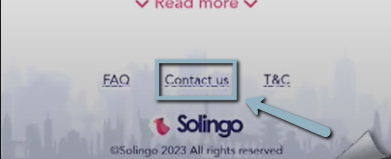 Read more
FAQ Contact us T&C
Solingo
©Solingo 2023 All rights reserved